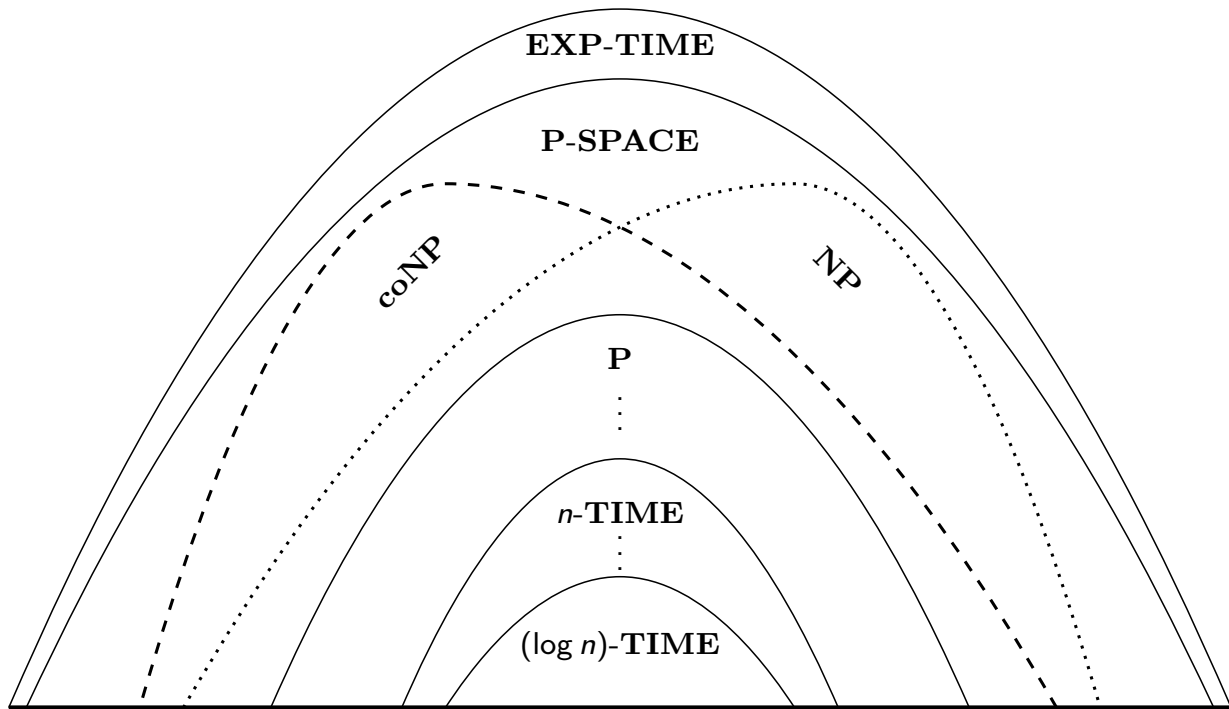 EXP-TIME
P-SPACE
coNP
NP
P
n-TIME
(log n)-TIME